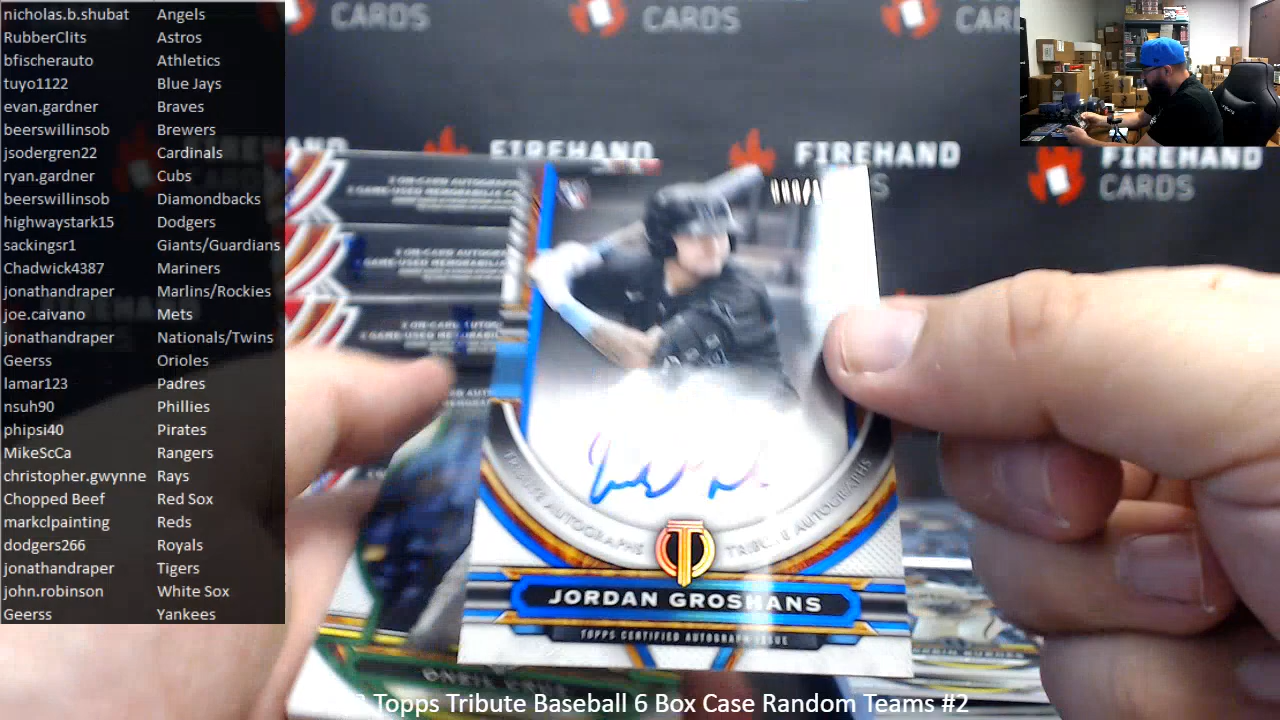 nicholas.b.shubat Angels
RubberClits Astros
bfischerauto Athletics
tuyo1122 Blue Jays
evan.gardner Braves
beerswillinsob Brewers
jsodergren22 Cardinals
ryan.gardner Cubs
beerswillinsob Diamondbacks
highwaystark15 Dodgers
sackingsr1 Giants/Guardians
Chadwick4387 Mariners
jonathandraper Marlins/Rockies
joe.caivano Mets
jonathandraper Nationals/Twins
Geerss Orioles
lamar123 Padres
nsuh90 Phillies
phipsi40 Pirates
MikeScCa Rangers
christopher.gwynne Rays
Chopped Beef Red Sox
markclpainting Reds
dodgers266 Royals
jonathandraper Tigers
john.robinson White Sox
Geerss Yankees
CARDS
CARDS
CARDS
FIREHAND
FIREHAND
FIREHAND
CARDS
TRIBUTE AUTOGRAPHS
TRIBUTE AUTOGRAPHS
JORDAN GROSHANS
TOPPS CERTIFIED AUTOGRAPH ISSUE
Topps Tribute Baseball 6 Box Case Random Teams #2